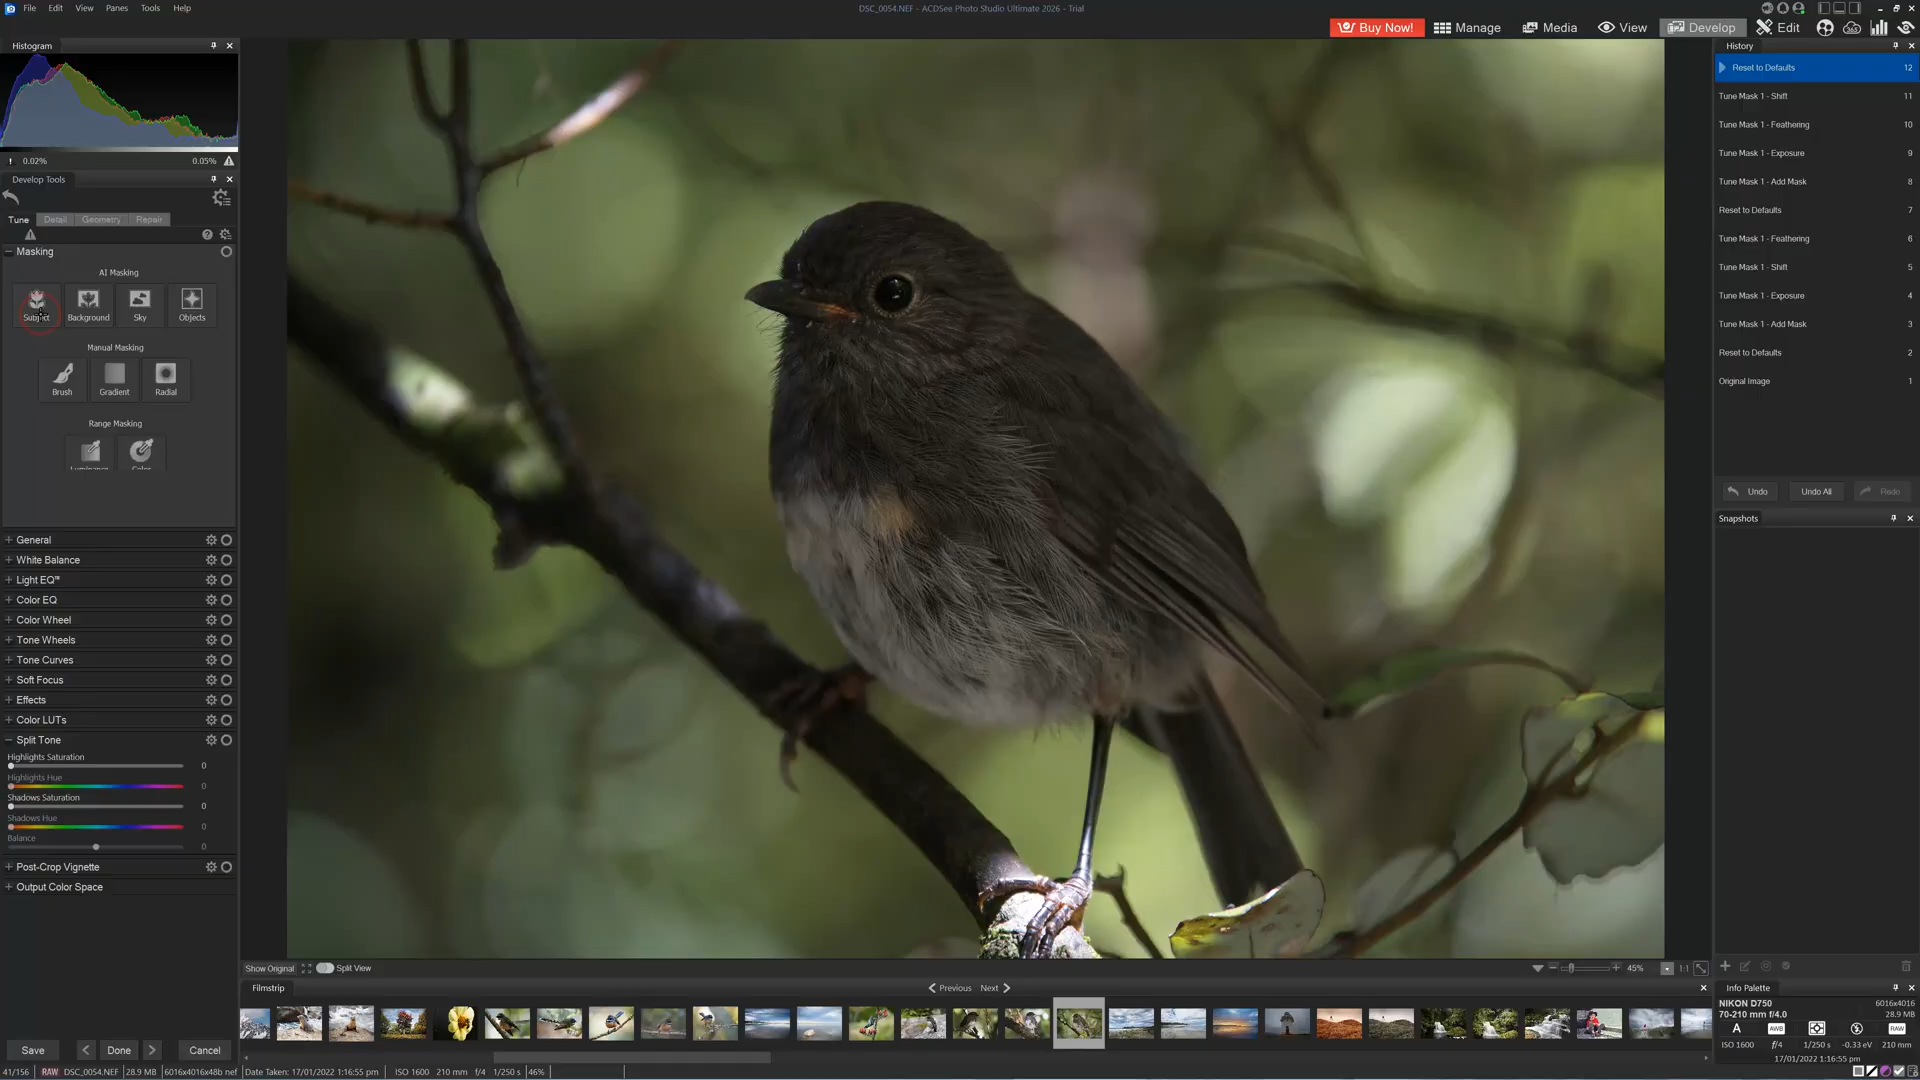 File Edit View Panes Tools Help
DSC_0054.NEF - ACDSee Photo Studio Ultimate 2026 - Trial
Buy Now! Manage Media View Develop Edit 365
Histogram
0.02% 0.05%
Develop Tools
Tune Detail Geometry Repair
Masking
AI Masking
Subject Background Sky Objects
Manual Masking
Brush Gradient Radial
Range Masking
Luminance Color
General
White Balance
Light EQ™
Color EQ
Color Wheel
Tone Wheels
Tone Curves
Soft Focus
Effects
Color LUTs
Split Tone
Highlights Saturation 0
Highlights Hue 0
Shadows Saturation 0
Shadows Hue 0
Balance 0
Post-Crop Vignette
Output Color Space
Save Done Cancel
Show Original Split View 45% 1:1
Filmstrip Previous Next
History
Reset to Defaults 12
Tune Mask 1 - Shift 11
Tune Mask 1 - Feathering 10
Tune Mask 1 - Exposure 9
Tune Mask 1 - Add Mask 8
Reset to Defaults 7
Tune Mask 1 - Feathering 6
Tune Mask 1 - Shift 5
Tune Mask 1 - Exposure 4
Tune Mask 1 - Add Mask 3
Reset to Defaults 2
Original Image 1
Undo Undo All Redo
Snapshots
Info Palette
NIKON D750 6016x4016
70-210 mm f/4.0 28.9 MB
A AWB RAW
ISO 1600 f/4 1/250 s -0.33 eV 210 mm
17/01/2022 1:16:55 pm
41/156 RAW DSC_0054.NEF 28.9 MB 6016x4016x48b nef Date Taken: 17/01/2022 1:16:55 pm ISO 1600 210 mm f/4 1/250 s 46%